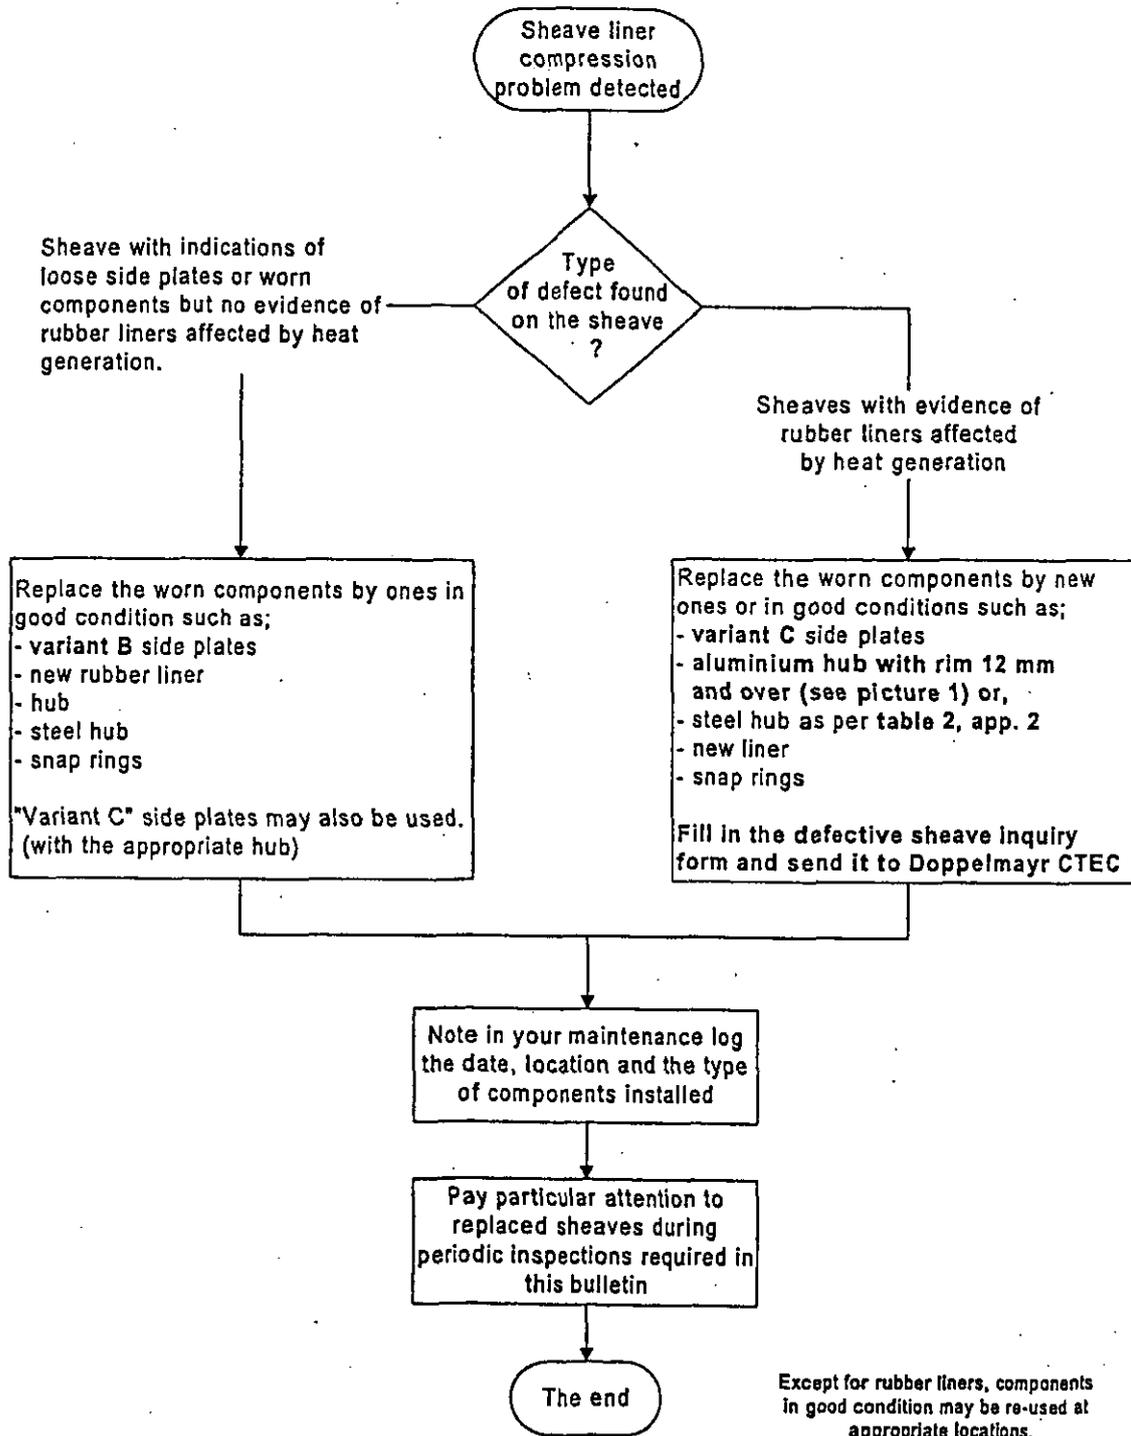 Sheave liner
compression
problem detected
Type
of defect found
on the sheave
?
Sheave with indications of
loose side plates or worn
components but no evidence of
rubber liners affected by heat
generation.
Sheaves with evidence of
rubber liners affected
by heat generation
Replace the worn components by ones in
good condition such as;
- variant B side plates
- new rubber liner
- hub
- steel hub
- snap rings
"Variant C" side plates may also be used.
(with the appropriate hub)
Replace the worn components by new
ones or in good conditions such as;
- variant C side plates
- aluminium hub with rim 12 mm
and over (see picture 1) or,
- steel hub as per table 2, app. 2
- new liner
- snap rings
Fill in the defective sheave inquiry
form and send it to Doppelmayr CTEC
Note in your maintenance log
the date, location and the type
of components installed
Pay particular attention to
replaced sheaves during
periodic inspections required in
this bulletin
The end
Except for rubber liners, components
in good condition may be re-used at
appropriate locations.